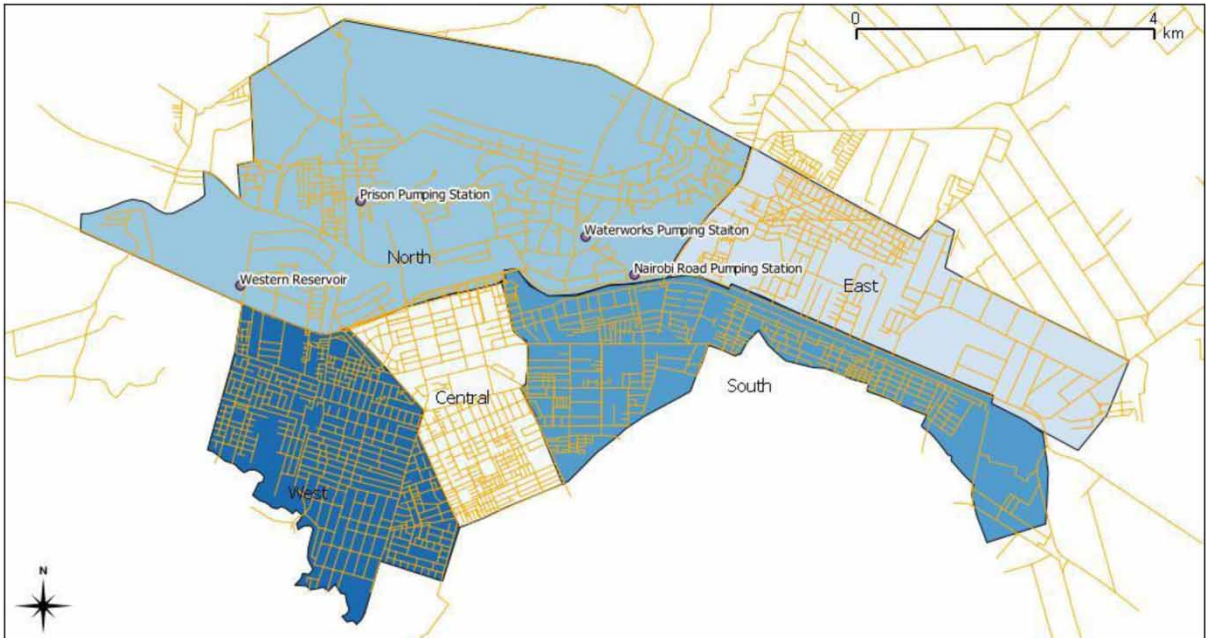 0 4
km
Prison Pumping Station
Waterworks Pumping Staiton
North
Nairobi Road Pumping Station
Western Reservoir
East
South
Central
West
N